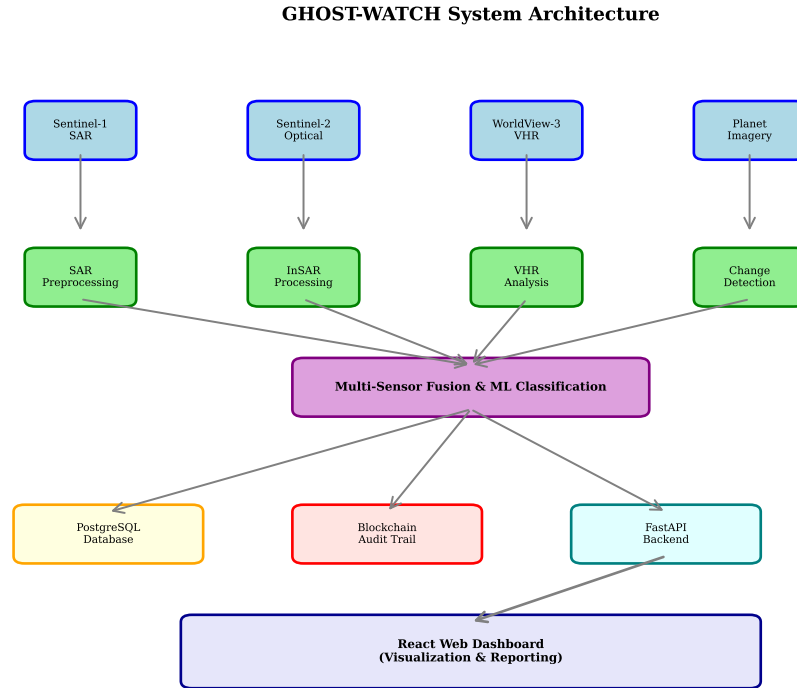 GHOST-WATCH System Architecture
Sentinel-1
SAR
Sentinel-2
Optical
WorldView-3
VHR
Planet
Imagery
SAR
Preprocessing
InSAR
Processing
VHR
Analysis
Change
Detection
Multi-Sensor Fusion & ML Classification
PostgreSQL
Database
Blockchain
Audit Trail
FastAPI
Backend
React Web Dashboard
(Visualization & Reporting)